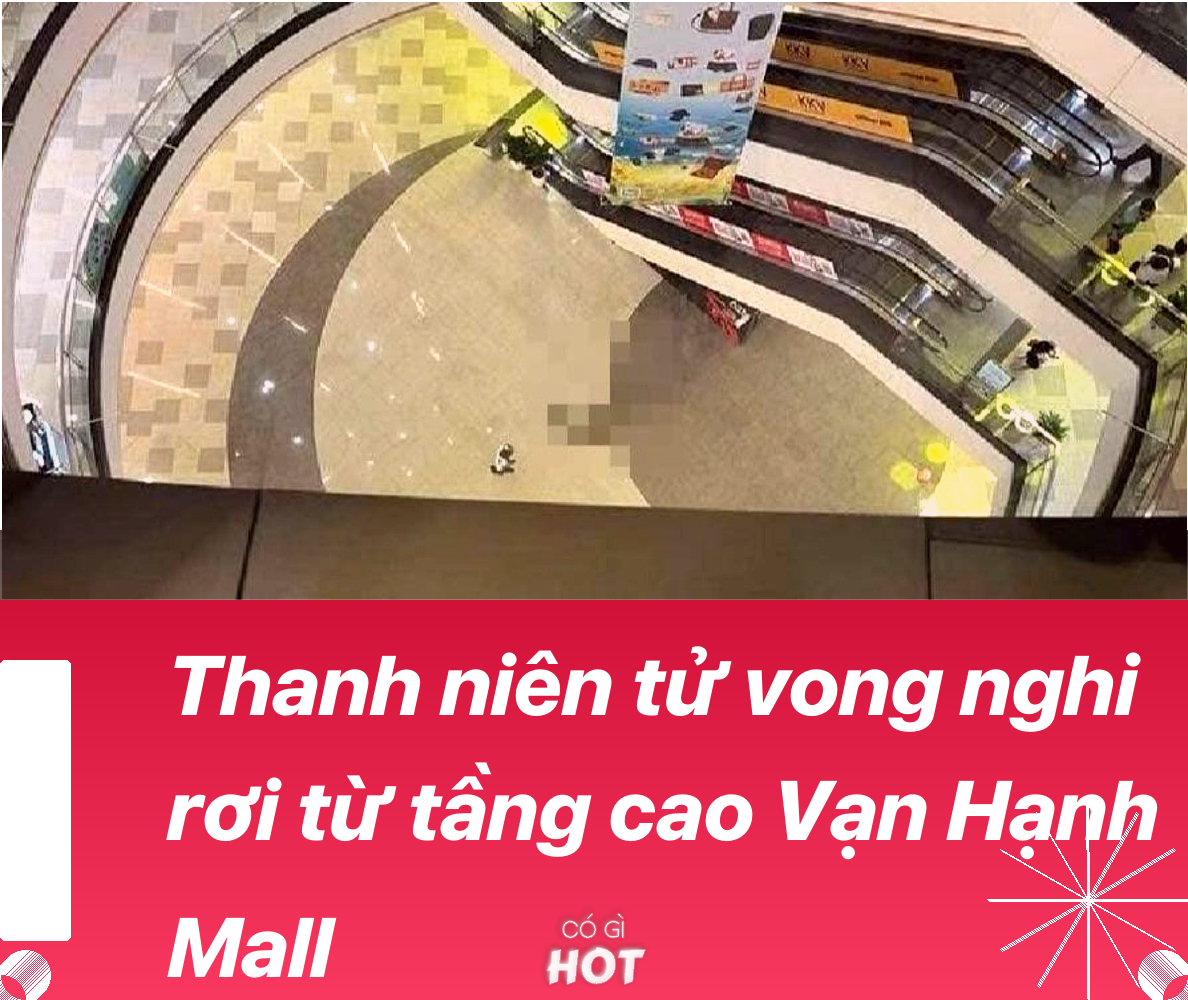 Thanh niên tử vong nghi
rơi từ tầng cao Vạn Hạnh
Mall
CÓ GÌ
HOT